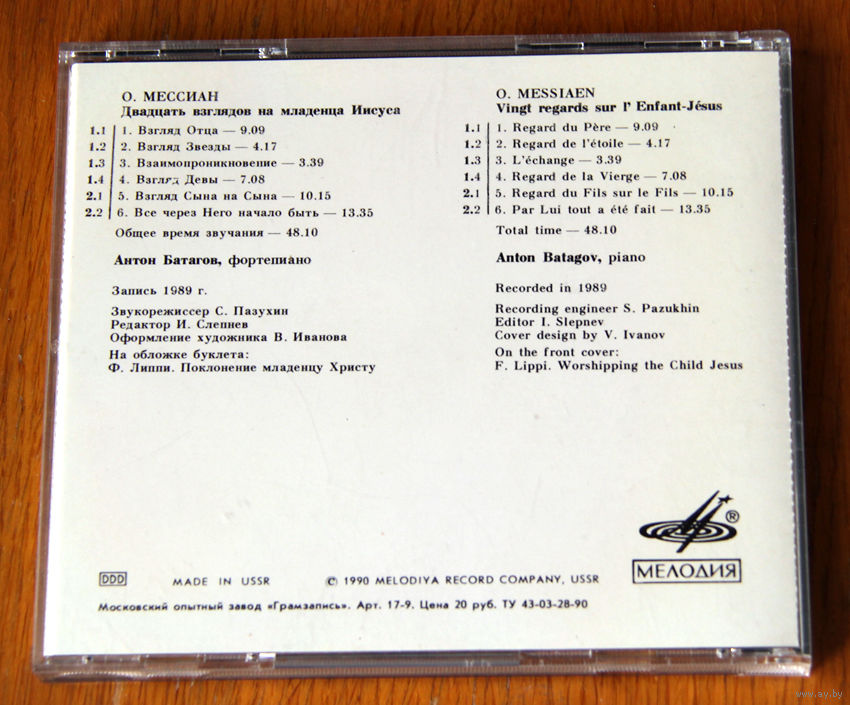 О. МЕССИАН
Двадцать взглядов на младенца Иисуса
1.1 1. Взгляд Отца — 9.09
1.2 2. Взгляд Звезды — 4.17
1.3 3. Взаимопроникновение — 3.39
1.4 4. Взгляд Девы — 7.08
2.1 5. Взгляд Сына на Сына — 10.15
2.2 6. Все через Него начало быть — 13.35
Общее время звучания — 48.10
Антон Батагов, фортепиано
Запись 1989 г.
Звукорежиссер С. Пазухин
Редактор И. Слепнев
Оформление художника В. Иванова
На обложке буклета:
Ф. Липпи. Поклонение младенцу Христу
O. MESSIAEN
Vingt regards sur l' Enfant-Jésus
1.1 1. Regard du Père — 9.09
1.2 2. Regard de l'étoile — 4.17
1.3 3. L'échange — 3.39
1.4 4. Regard de la Vierge — 7.08
2.1 5. Regard du Fils sur le Fils — 10.15
2.2 6. Par Lui tout a été fait — 13.35
Total time — 48.10
Anton Batagov, piano
Recorded in 1989
Recording engineer S. Pazukhin
Editor I. Slepnev
Cover design by V. Ivanov
On the front cover:
F. Lippi. Worshipping the Child Jesus
®
МЕЛОДИЯ
DDD MADE IN USSR © 1990 MELODIYA RECORD COMPANY, USSR
Московский опытный завод «Грамзапись». Арт. 17-9. Цена 20 руб. ТУ 43-03-28-90
www.ay.by